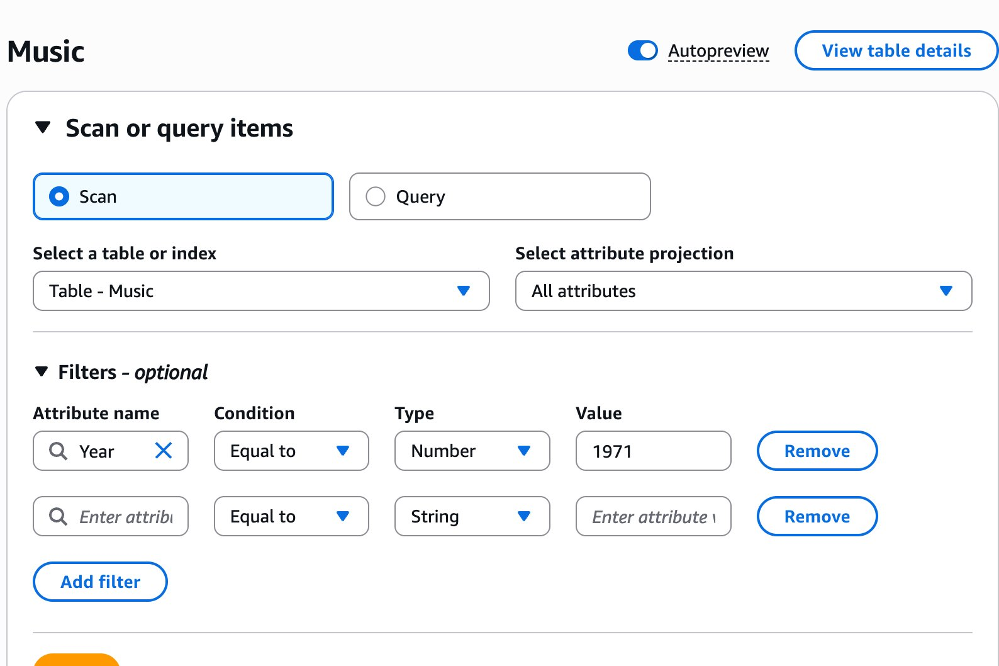 Music
Autopreview
View table details
Scan or query items
Scan
Query
Select a table or index
Select attribute projection
Table - Music
All attributes
Filters - optional
Attribute name
Condition
Type
Value
Year
Equal to
Number
1971
Remove
Enter attribu
Equal to
String
Enter attribute v
Remove
Add filter